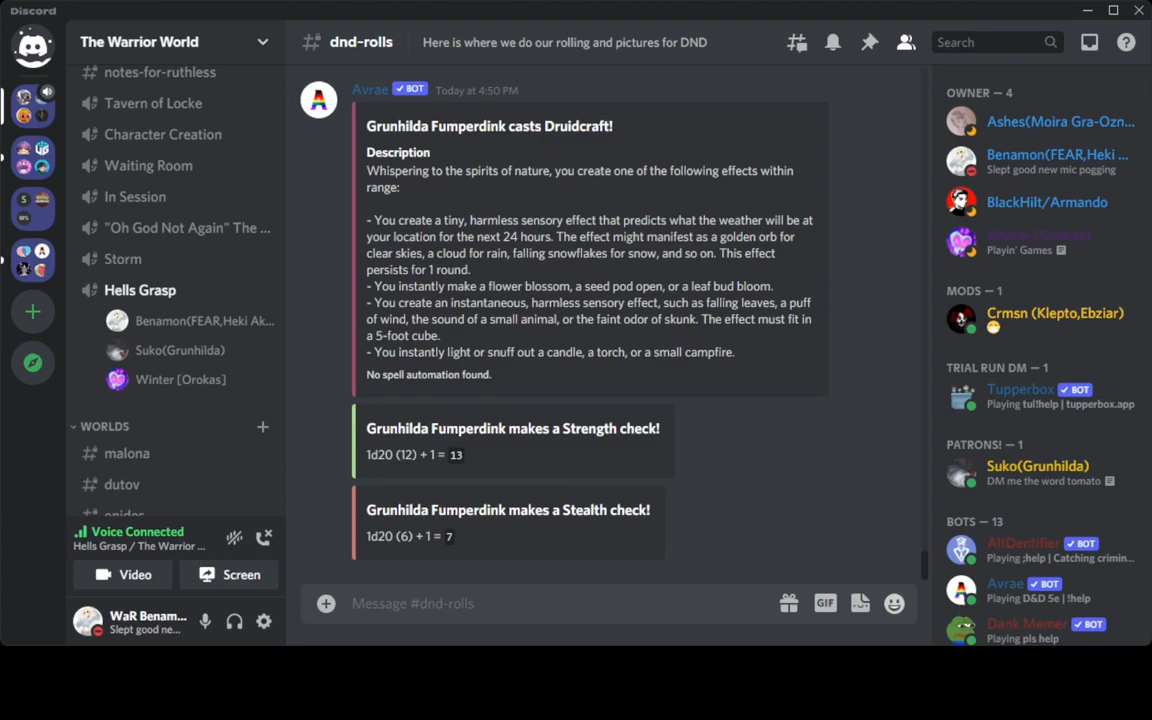 Discord
The Warrior World
notes-for-ruthless
Tavern of Locke
Character Creation
Waiting Room
In Session
"Oh God Not Again" The ...
Storm
Hells Grasp
Benamon(FEAR,Heki Ak...
Suko(Grunhilda)
Winter [Orokas]
WORLDS
malona
dutov
Voice Connected
Hells Grasp / The Warrior ...
Video
Screen
WaR Benam...
Slept good ne...
dnd-rolls
Here is where we do our rolling and pictures for DND
Search
Avrae ✓ BOT Today at 4:50 PM
Grunhilda Fumperdink casts Druidcraft!
Description
Whispering to the spirits of nature, you create one of the following effects within
range:
- You create a tiny, harmless sensory effect that predicts what the weather will be at
your location for the next 24 hours. The effect might manifest as a golden orb for
clear skies, a cloud for rain, falling snowflakes for snow, and so on. This effect
persists for 1 round.
- You instantly make a flower blossom, a seed pod open, or a leaf bud bloom.
- You create an instantaneous, harmless sensory effect, such as falling leaves, a puff
of wind, the sound of a small animal, or the faint odor of skunk. The effect must fit in
a 5-foot cube.
- You instantly light or snuff out a candle, a torch, or a small campfire.
No spell automation found.
Grunhilda Fumperdink makes a Strength check!
1d20 (12) + 1 = 13
Grunhilda Fumperdink makes a Stealth check!
1d20 (6) + 1 = 7
Message #dnd-rolls
GIF
OWNER — 4
Ashes(Moira Gra-Ozn...
Benamon(FEAR,Heki ...
Slept good new mic pogging
BlackHilt/Armando
Winter [Orokas]
Playin' Games
MODS — 1
Crmsn (Klepto,Ebziar)
TRIAL RUN DM — 1
Tupperbox ✓ BOT
Playing tul!help | tupperbox.app
PATRONS! — 1
Suko(Grunhilda)
DM me the word tomato
BOTS — 13
AltDentifier ✓ BOT
Playing ;help | Catching crimin...
Avrae ✓ BOT
Playing D&D 5e | !help
Dank Memer ✓ BOT
Playing pls help